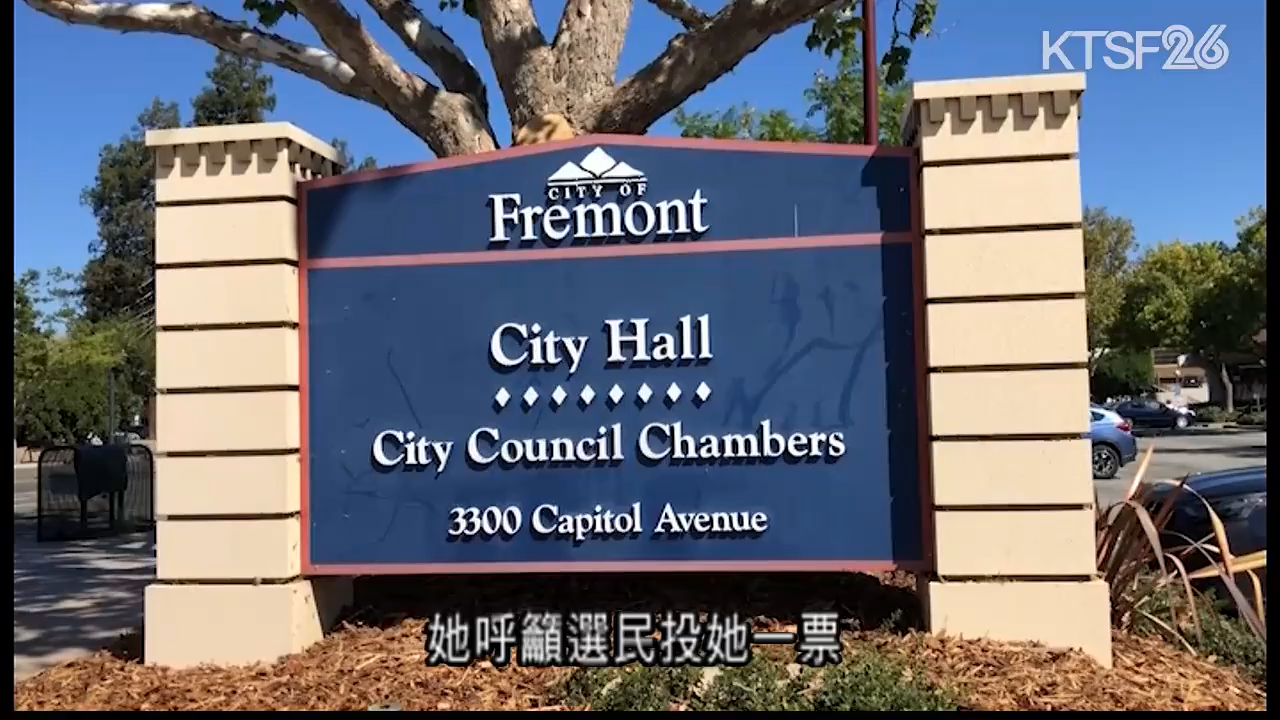 KTSF26
CITY OF
Fremont
City Hall
City Council Chambers
3300 Capitol Avenue
她呼籲選民投她一票